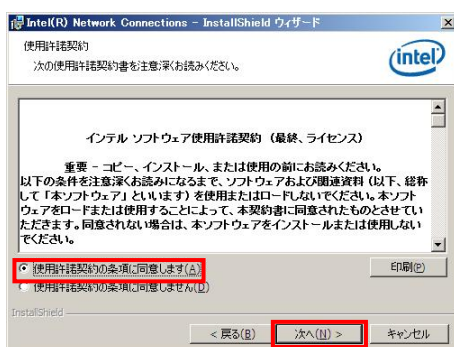 Intel(R) Network Connections - InstallShield ウィザード
使用許諾契約
次の使用許諾契約書を注意深くお読みください。
intel
インテル ソフトウェア使用許諾契約 (最終、ライセンス)
重要 - コピー、インストール、または使用の前にお読みください。
以下の条件を注意深くお読みになるまで、ソフトウェアおよび関連資料 (以下、総称
して「本ソフトウェア」といいます) を使用またはロードしないでください。本ソフト
ウェアをロードまたは使用することによって、本契約書に同意されたものとさせてい
ただきます。同意されない場合は、本ソフトウェアをインストールまたは使用しない
でください。
使用許諾契約の条項に同意します(A)
印刷(P)
使用許諾契約の条項に同意しません(D)
InstallShield
< 戻る(B)
次へ(N) >
キャンセル